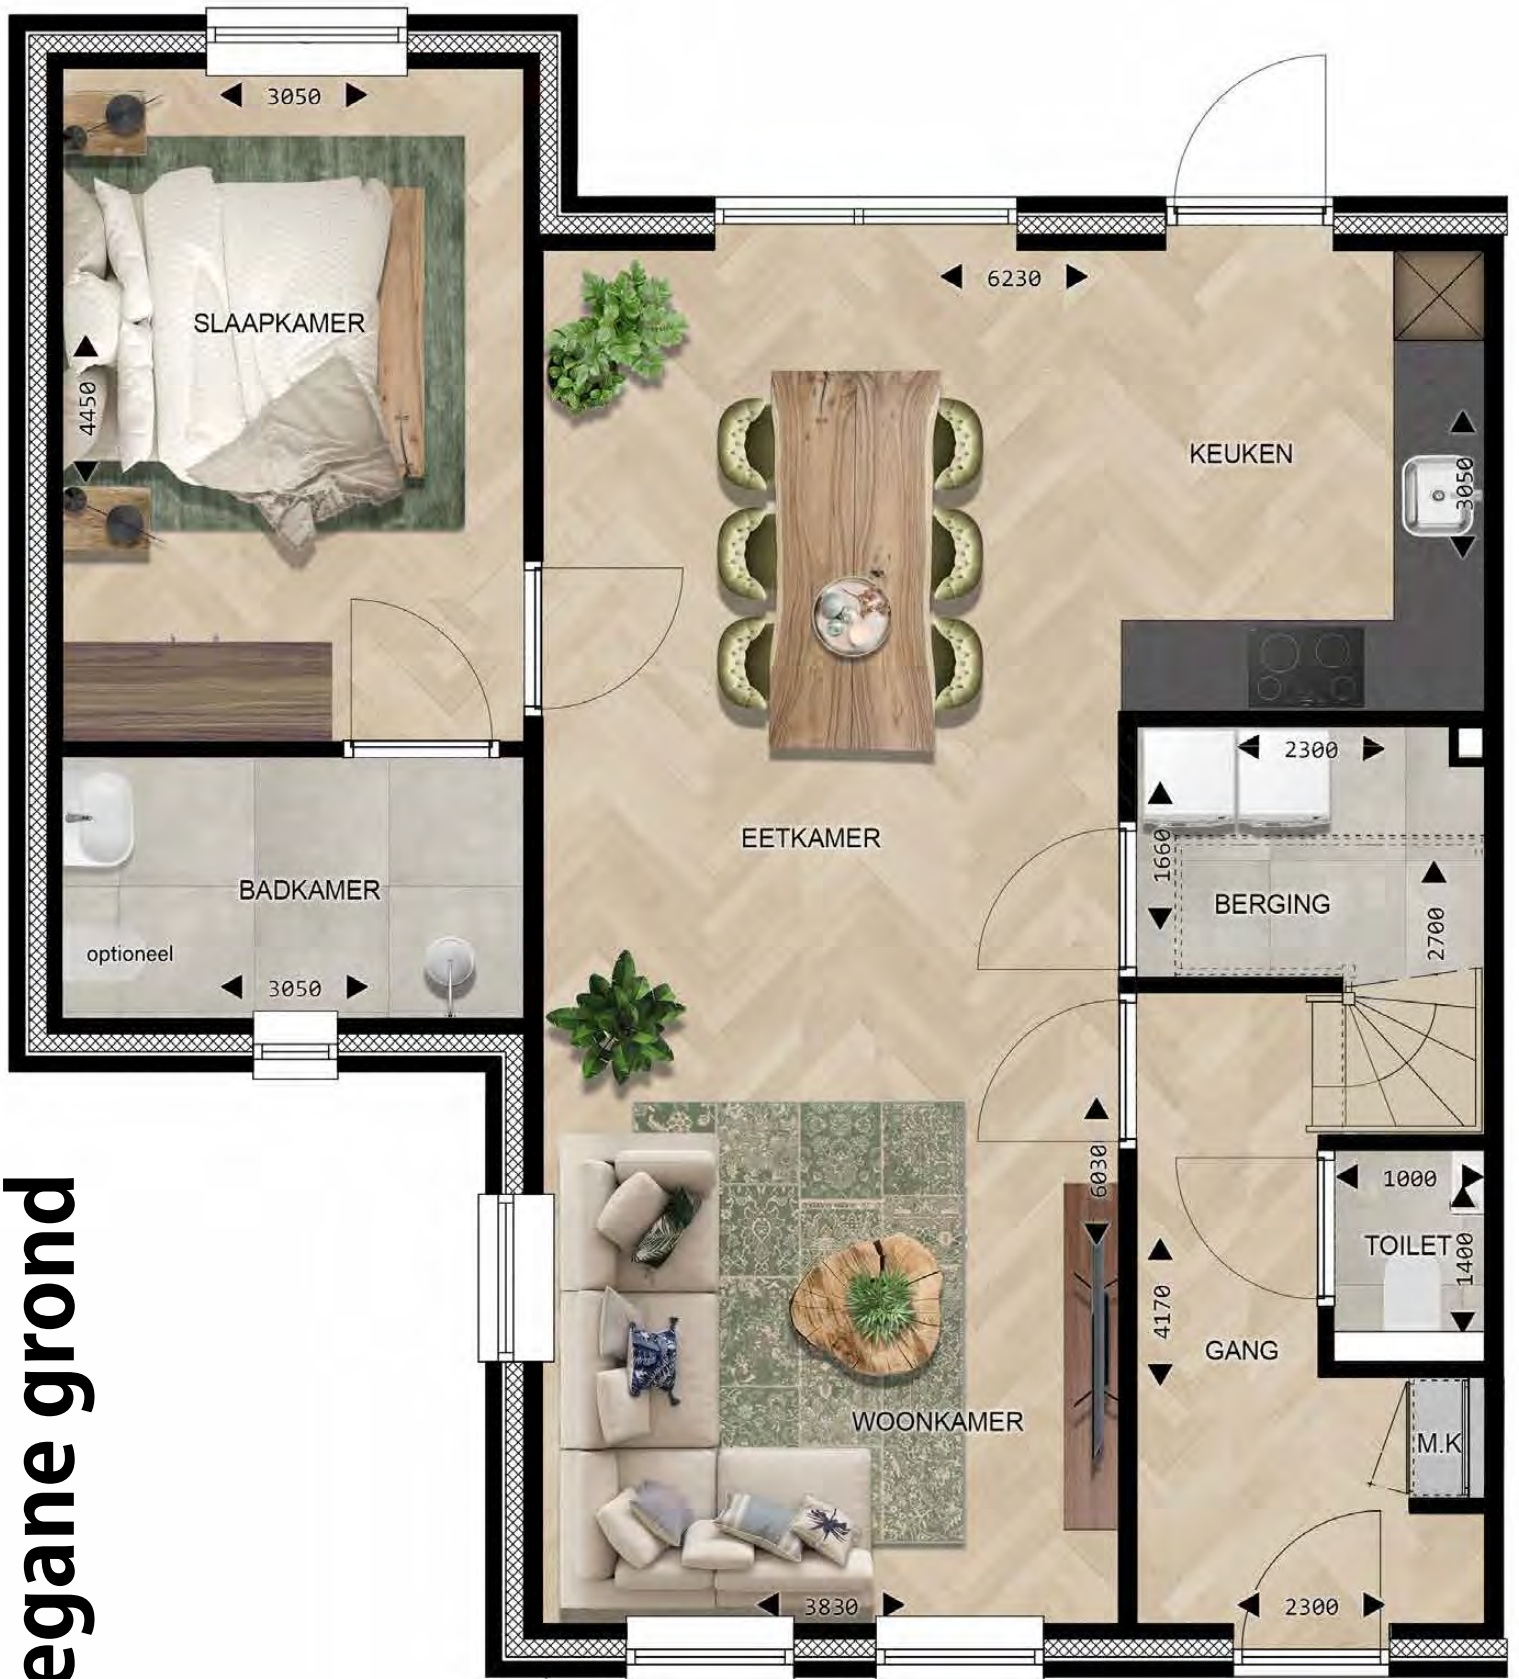 3050
SLAAPKAMER
4450
6230
KEUKEN
3050
2300
1660
EETKAMER
BADKAMER
BERGING
2700
optioneel
3050
6030
1000
TOILET
1400
4170
GANG
WOONKAMER
M.K
3830
2300
egane grond